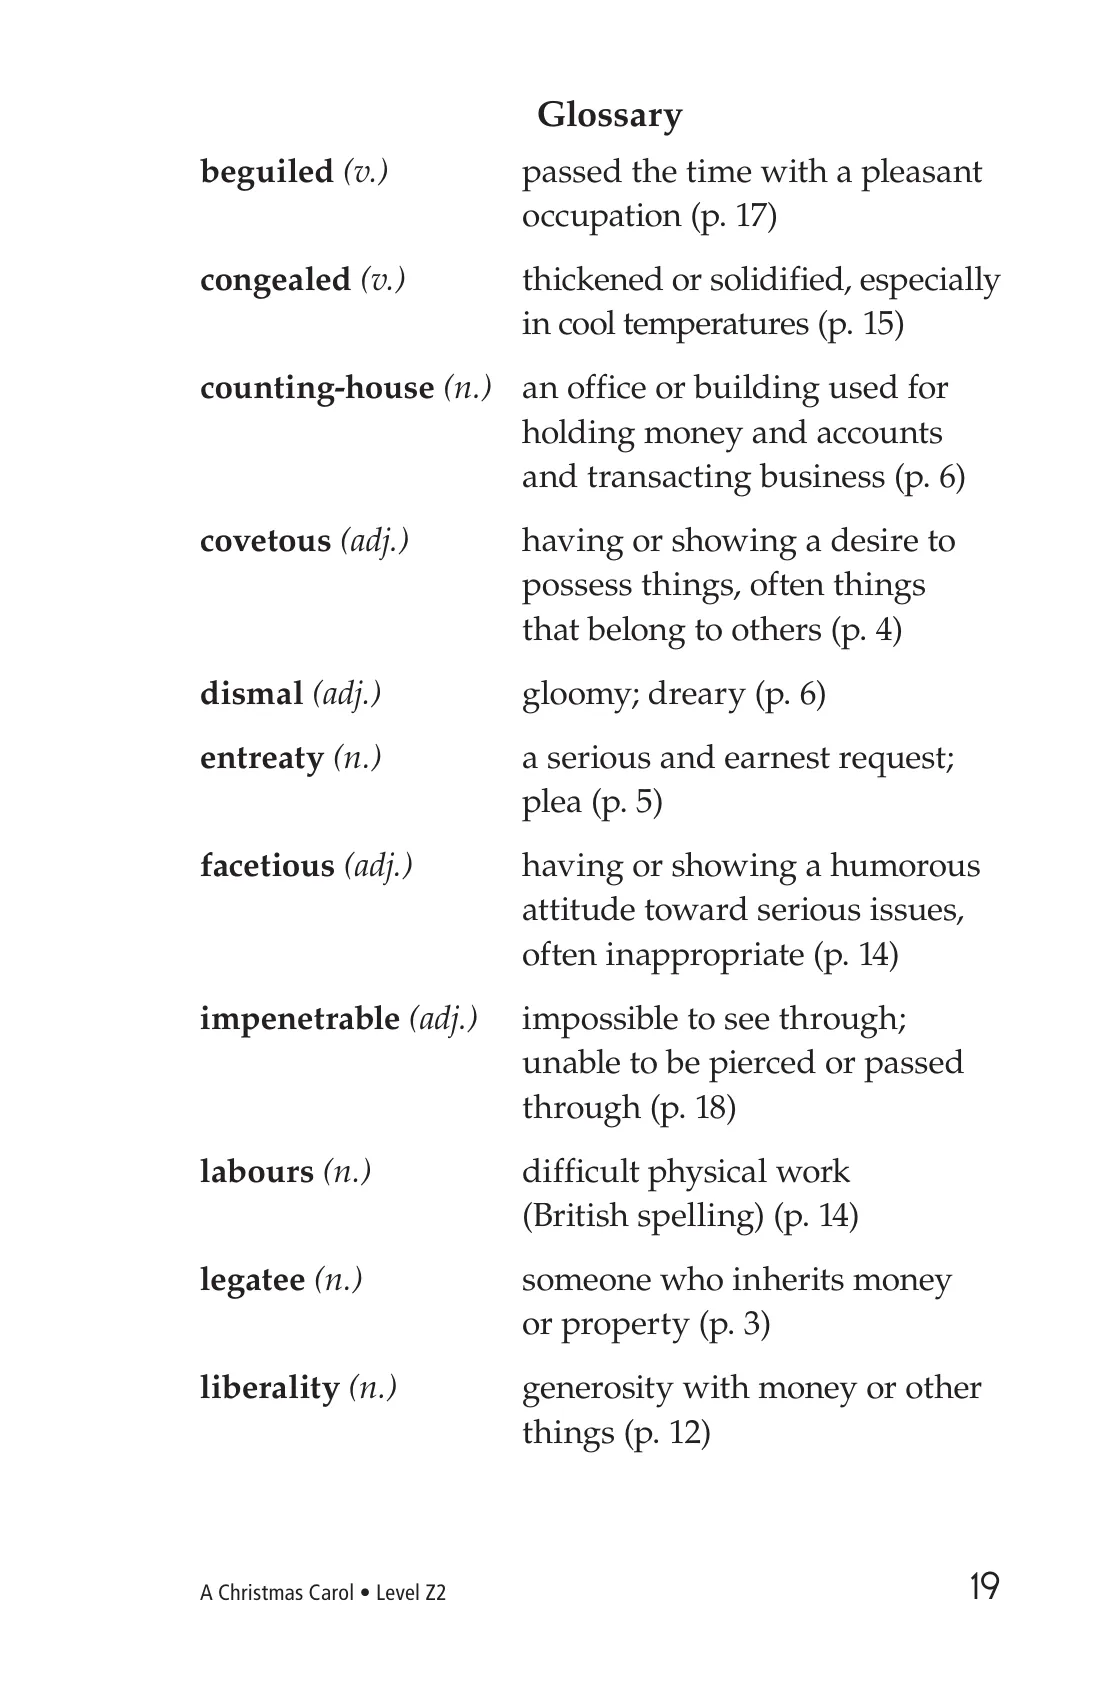 Glossary
beguiled (v.) passed the time with a pleasant
occupation (p. 17)
congealed (v.) thickened or solidified, especially
in cool temperatures (p. 15)
counting-house (n.) an office or building used for
holding money and accounts
and transacting business (p. 6)
covetous (adj.) having or showing a desire to
possess things, often things
that belong to others (p. 4)
dismal (adj.) gloomy; dreary (p. 6)
entreaty (n.) a serious and earnest request;
plea (p. 5)
facetious (adj.) having or showing a humorous
attitude toward serious issues,
often inappropriate (p. 14)
impenetrable (adj.) impossible to see through;
unable to be pierced or passed
through (p. 18)
labours (n.) difficult physical work
(British spelling) (p. 14)
legatee (n.) someone who inherits money
or property (p. 3)
liberality (n.) generosity with money or other
things (p. 12)
A Christmas Carol • Level Z2 19